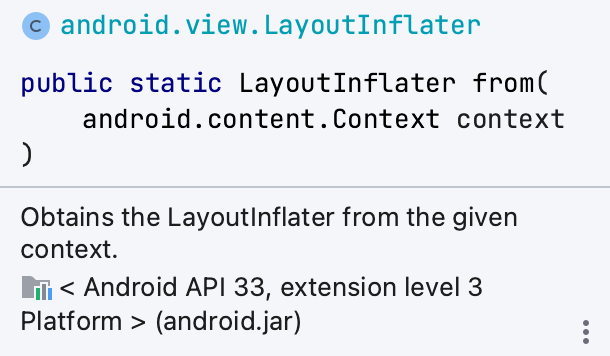 C android.view.LayoutInflater
public static LayoutInflater from(
android.content.Context context
)
Obtains the LayoutInflater from the given
context.
< Android API 33, extension level 3
Platform > (android.jar)